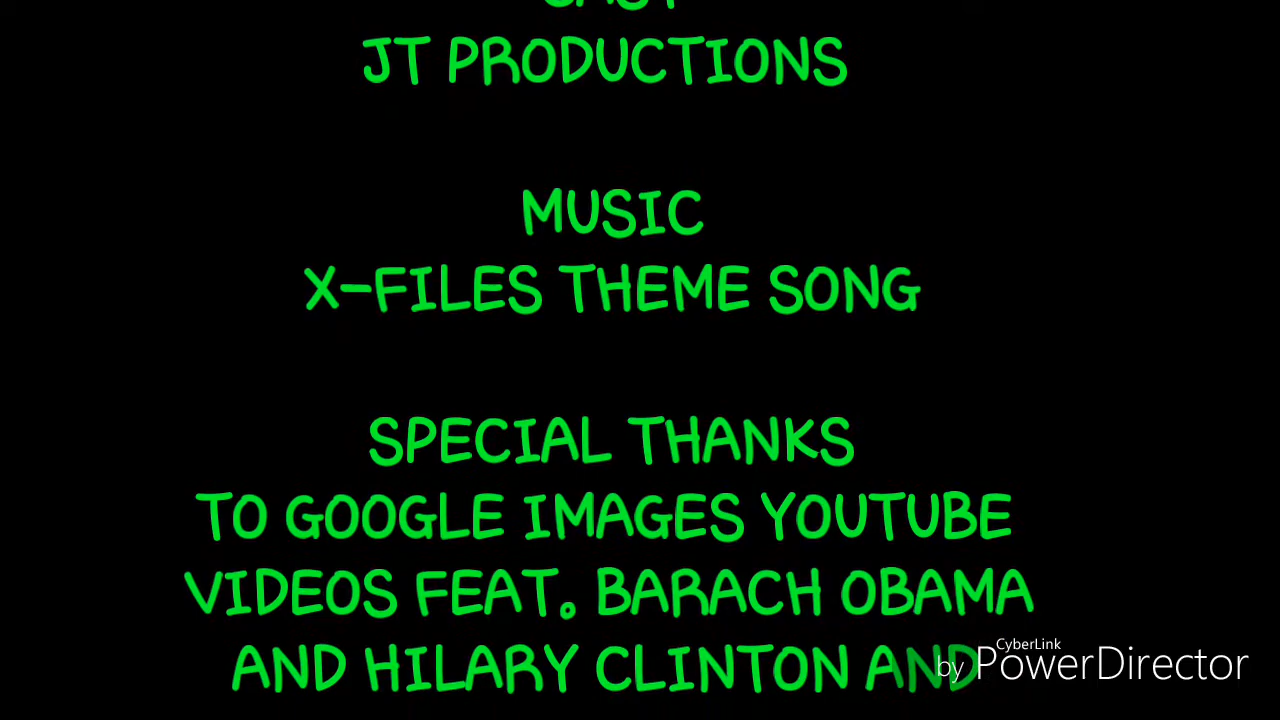 CAST
JT PRODUCTIONS
MUSIC
X-FILES THEME SONG
SPECIAL THANKS
TO GOOGLE IMAGES YOUTUBE
VIDEOS FEAT. BARACH OBAMA
AND HILARY CLINTON AND
CyberLink
by PowerDirector